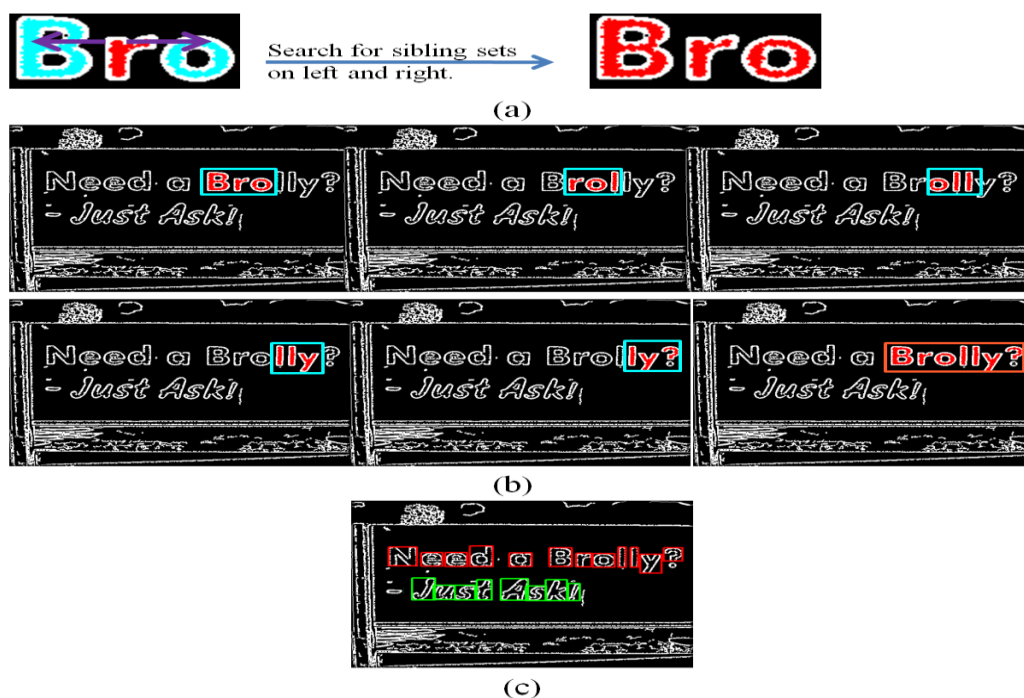 Bro
Search for sibling sets
on left and right.
Bro
(a)
Need a Brolly?
- Just Ask!
Need a Brolly?
- Just Ask!
Need a Brolly?
- Just Ask!
Need a Brolly?
- Just Ask!
Need a Brolly?
- Just Ask!
Need a Brolly?
- Just Ask!
(b)
Need a Brolly?
- Just Ask!
(c)